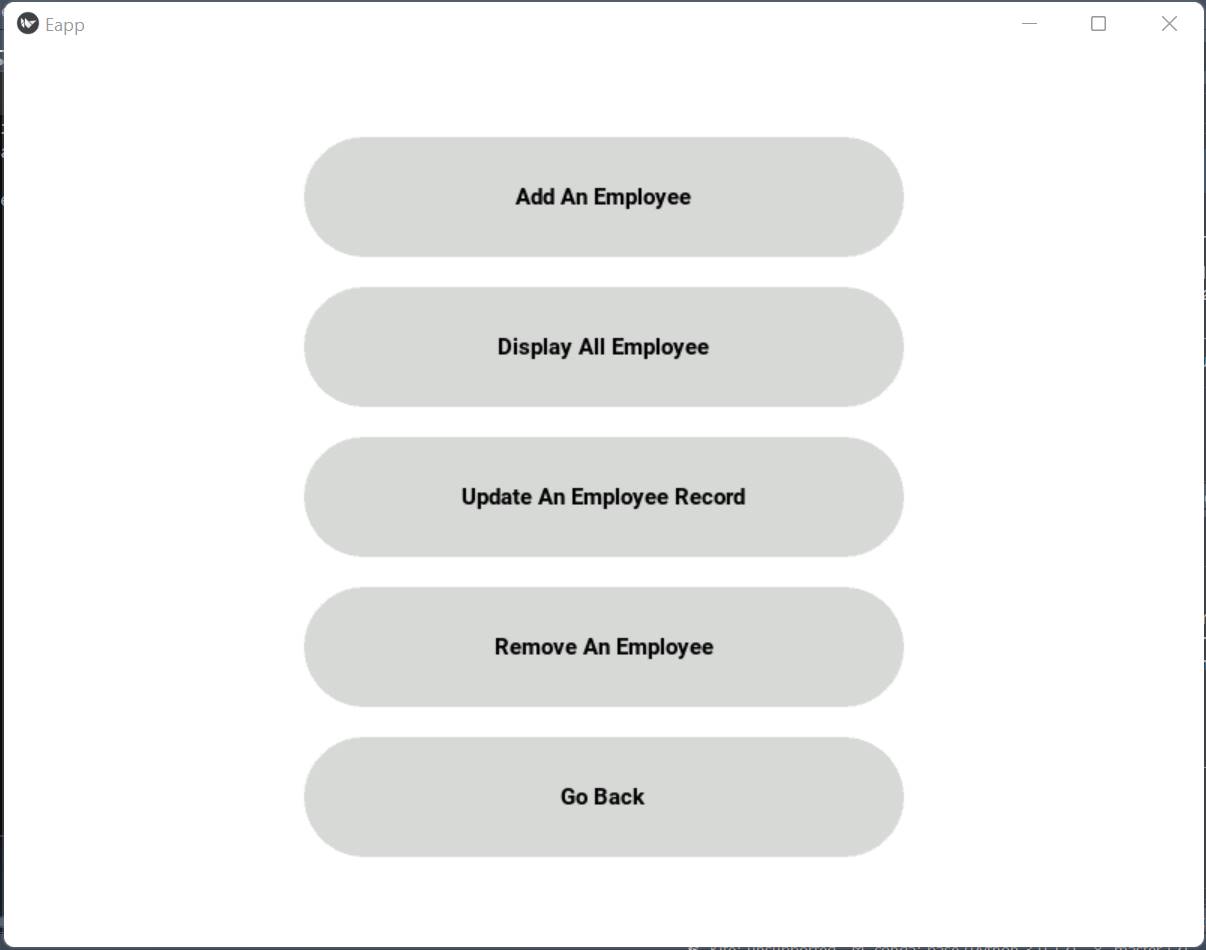 Eapp
Add An Employee
Display All Employee
Update An Employee Record
Remove An Employee
Go Back